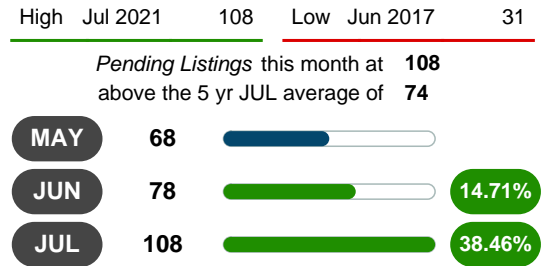 High Jul 2021 108 Low Jun 2017 31
Pending Listings this month at 108
above the 5 yr JUL average of 74
MAY 68
JUN 78 14.71%
JUL 108 38.46%